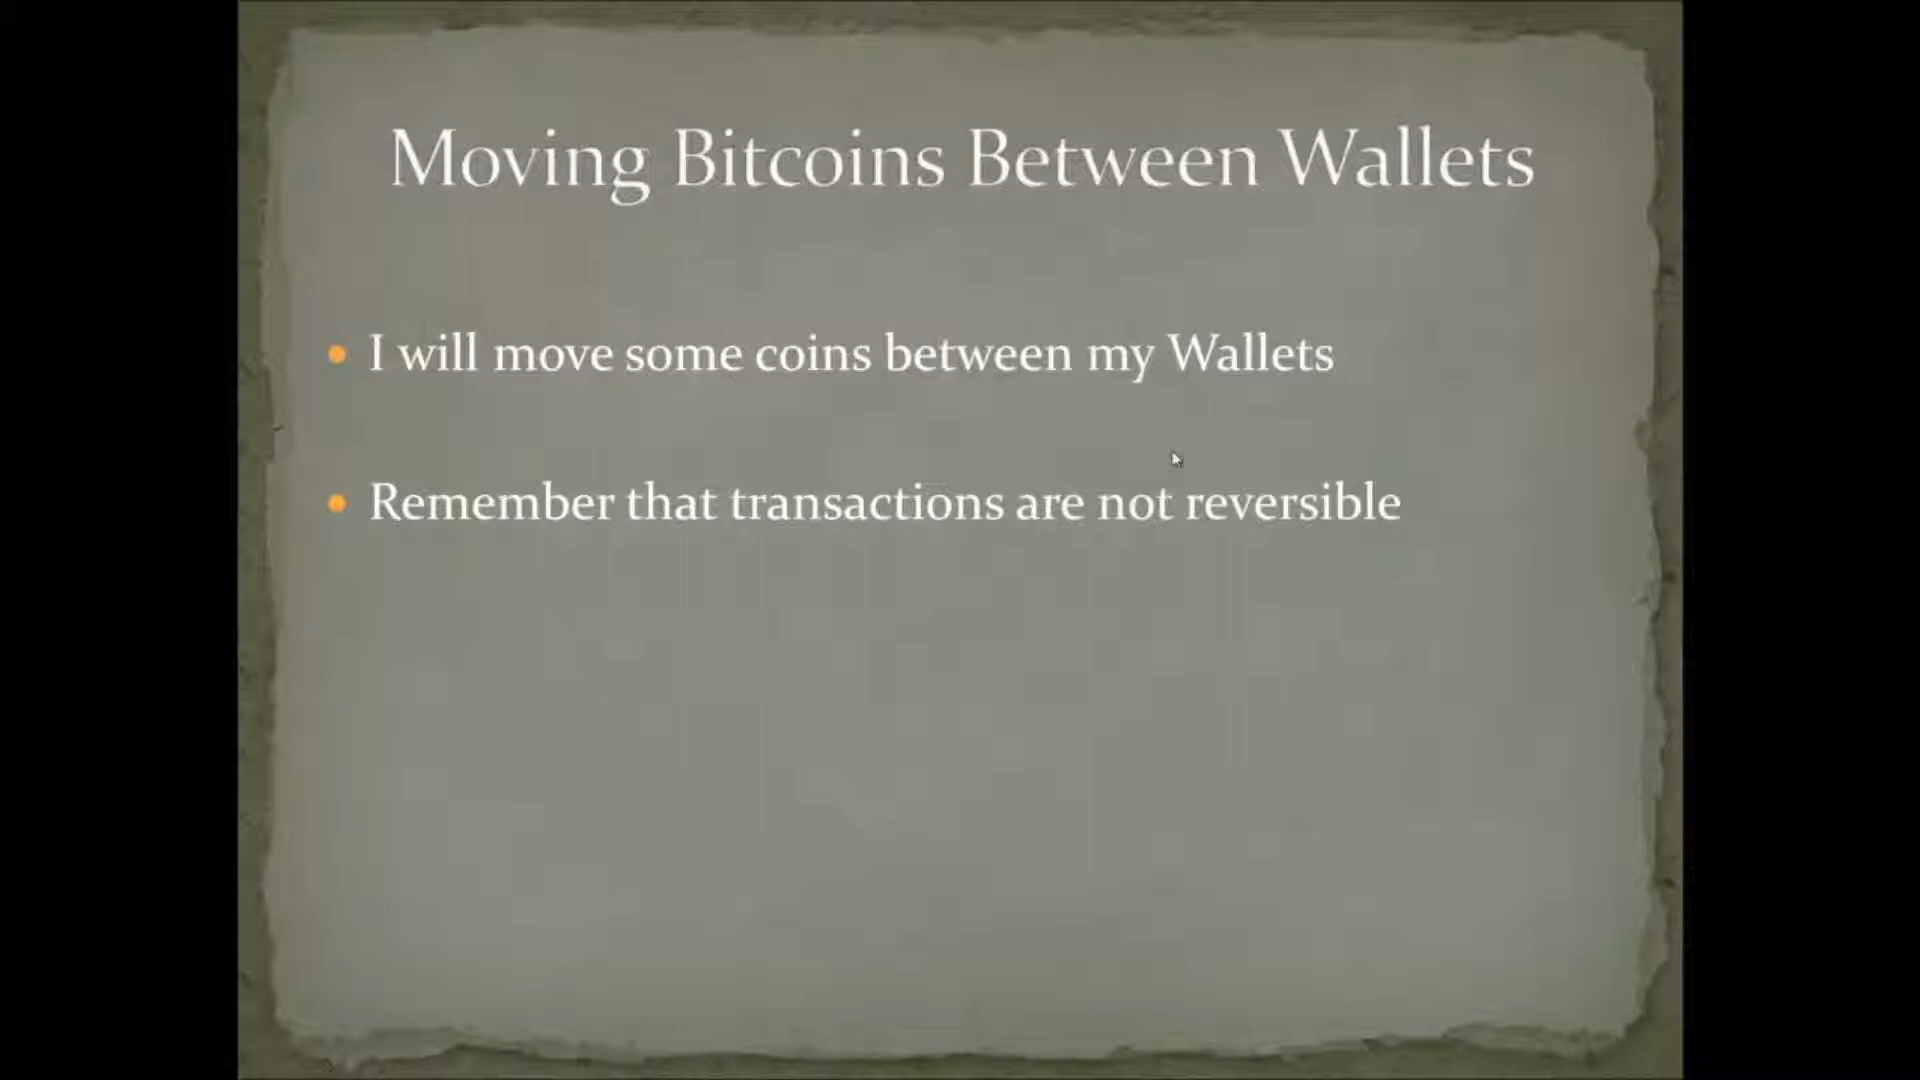 Moving Bitcoins Between Wallets
I will move some coins between my Wallets
Remember that transactions are not reversible